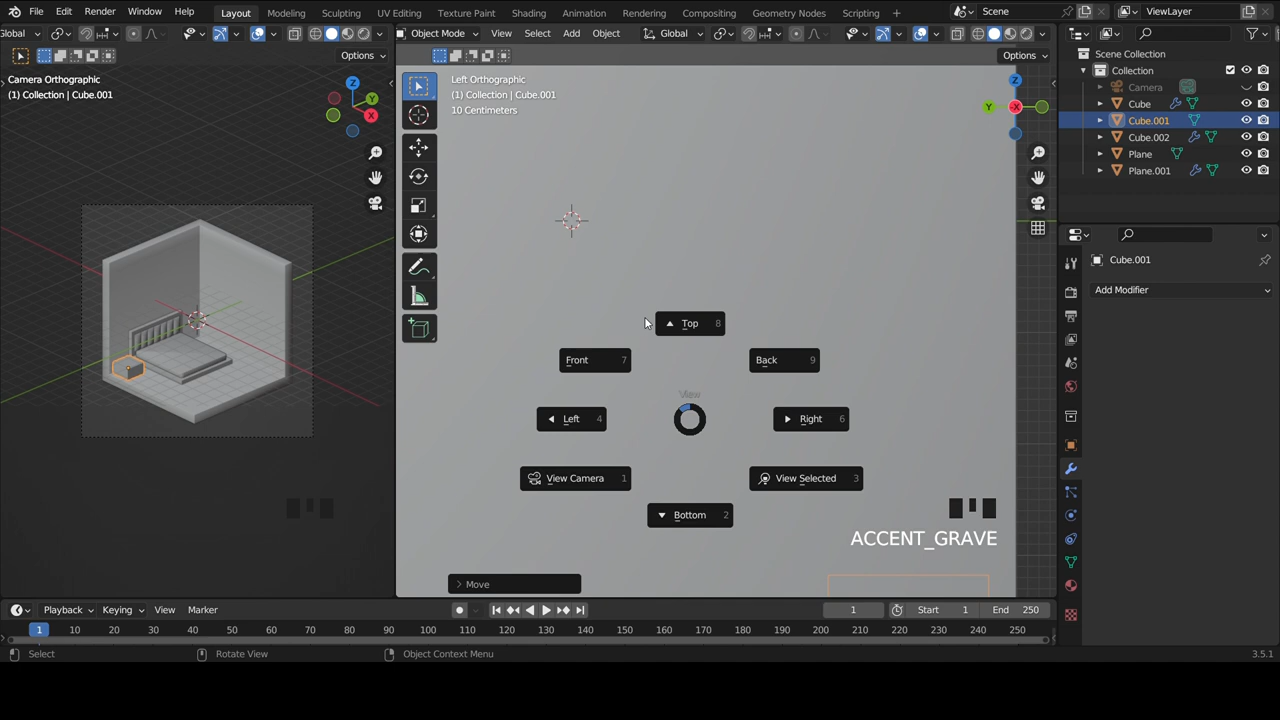 File Edit Render Window Help Layout Modeling Sculpting UV Editing Texture Paint Shading Animation Rendering Compositing Geometry Nodes Scripting + Scene ViewLayer
Global Object Mode View Select Add Object Global
Options Options
Camera Orthographic
(1) Collection | Cube.001
Z
Y
X
Left Orthographic
(1) Collection | Cube.001
10 Centimeters
Z
Y
-X
Top 8
Front 7
Back 9
View
Left 4
Right 6
View Camera 1
View Selected 3
Bottom 2
ACCENT_GRAVE
> Move
Scene Collection
Collection
Camera
Cube
Cube.001
Cube.002
Plane
Plane.001
Cube.001
Add Modifier
Playback Keying View Marker 1 Start 1 End 250
1 10 20 30 40 50 60 70 80 90 100 110 120 130 140 150 160 170 180 190 200 210 220 230 240 250
Select Rotate View Object Context Menu 3.5.1